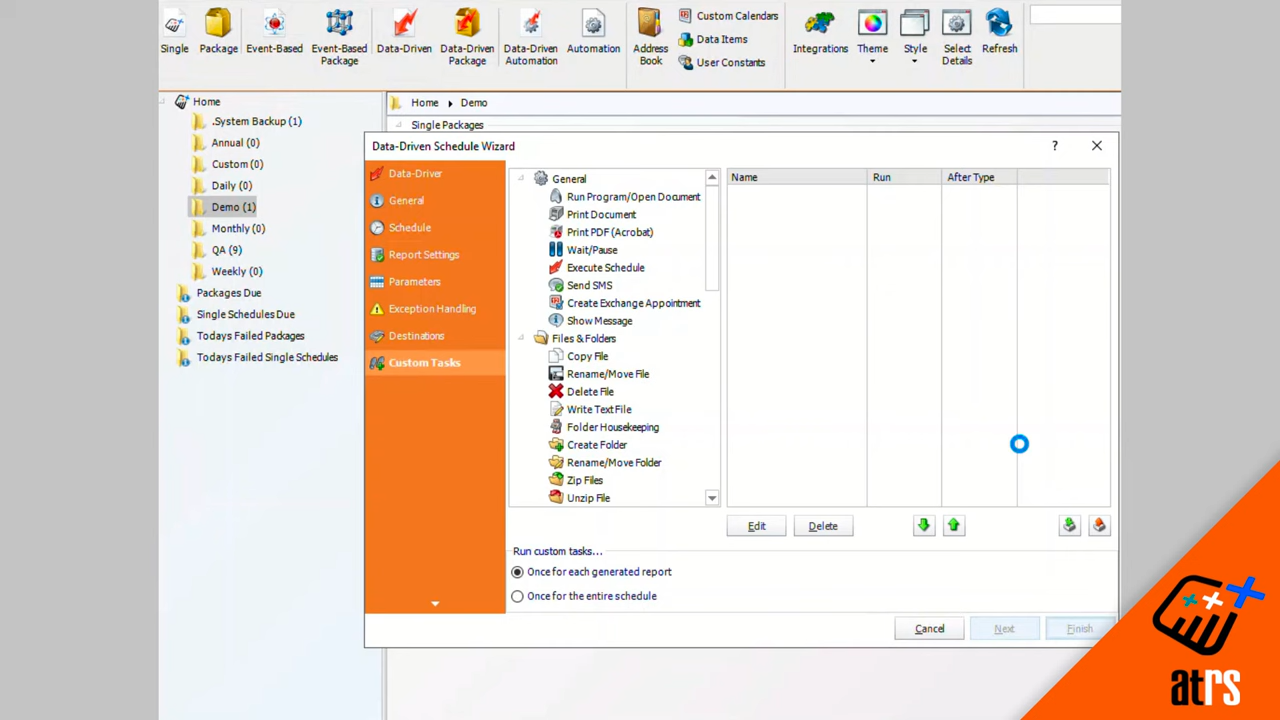 Single
Package
Event-Based
Event-Based
Package
Data-Driven
Data-Driven
Package
Data-Driven
Automation
Automation
Address
Book
Custom Calendars
Data Items
User Constants
Integrations
Theme
Style
Select
Details
Refresh
Home
.System Backup (1)
Annual (0)
Custom (0)
Daily (0)
Demo (1)
Monthly (0)
QA (9)
Weekly (0)
Packages Due
Single Schedules Due
Todays Failed Packages
Todays Failed Single Schedules
Home Demo
Single Packages
Data-Driven Schedule Wizard
?
Data-Driver
General
Schedule
Report Settings
Parameters
Exception Handling
Destinations
Custom Tasks
General
Run Program/Open Document
Print Document
Print PDF (Acrobat)
Wait/Pause
Execute Schedule
Send SMS
Create Exchange Appointment
Show Message
Files & Folders
Copy File
Rename/Move File
Delete File
Write Text File
Folder Housekeeping
Create Folder
Rename/Move Folder
Zip Files
Unzip File
Name Run After Type
Edit Delete
Run custom tasks...
Once for each generated report
Once for the entire schedule
Cancel Next Finish
atrs